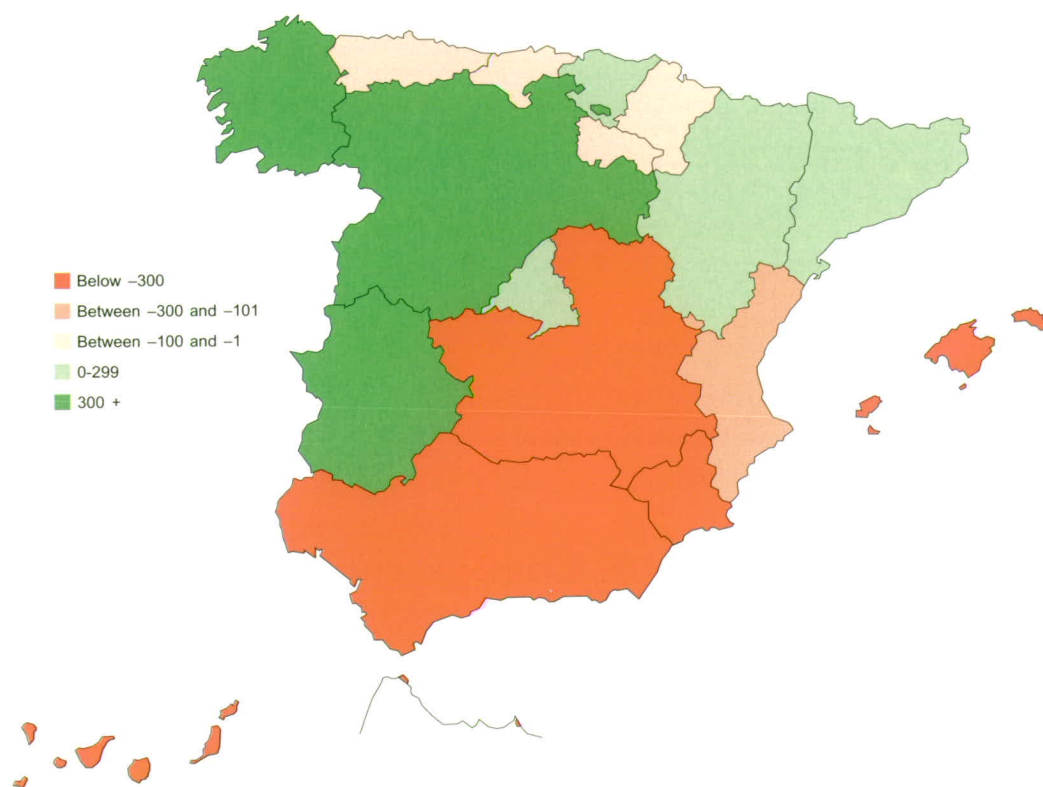 Below –300
Between –300 and –101
Between –100 and –1
0-299
300 +